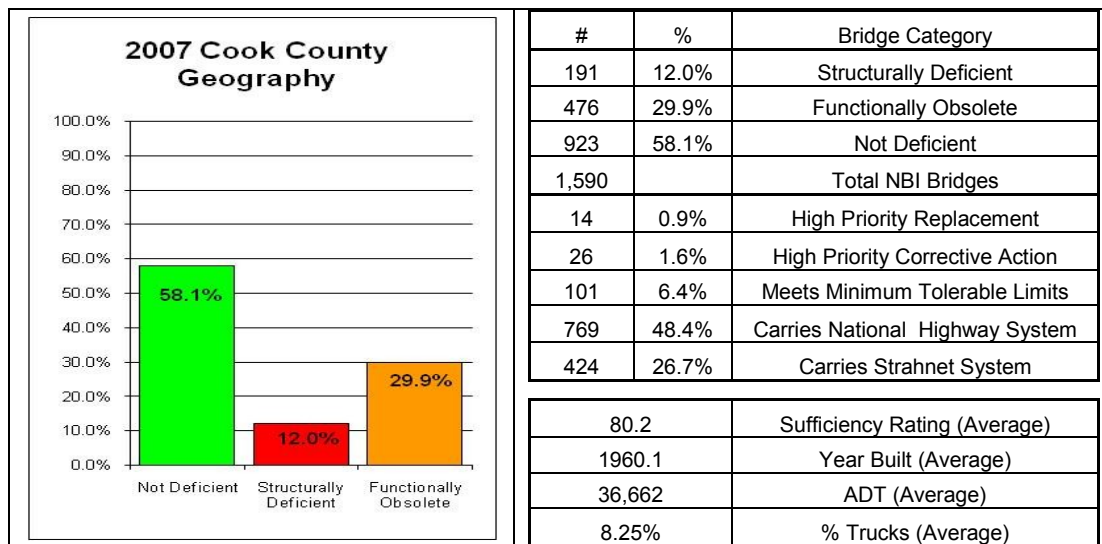 2007 Cook County
Geography
100.0%
90.0%
80.0%
70.0%
60.0%
50.0%
40.0%
30.0%
20.0%
10.0%
0.0%
58.1%
12.0%
29.9%
Not Deficient
Structurally
Deficient
Functionally
Obsolete
# % Bridge Category
191 12.0% Structurally Deficient
476 29.9% Functionally Obsolete
923 58.1% Not Deficient
1,590 Total NBI Bridges
14 0.9% High Priority Replacement
26 1.6% High Priority Corrective Action
101 6.4% Meets Minimum Tolerable Limits
769 48.4% Carries National Highway System
424 26.7% Carries Strahnet System
80.2 Sufficiency Rating (Average)
1960.1 Year Built (Average)
36,662 ADT (Average)
8.25% % Trucks (Average)